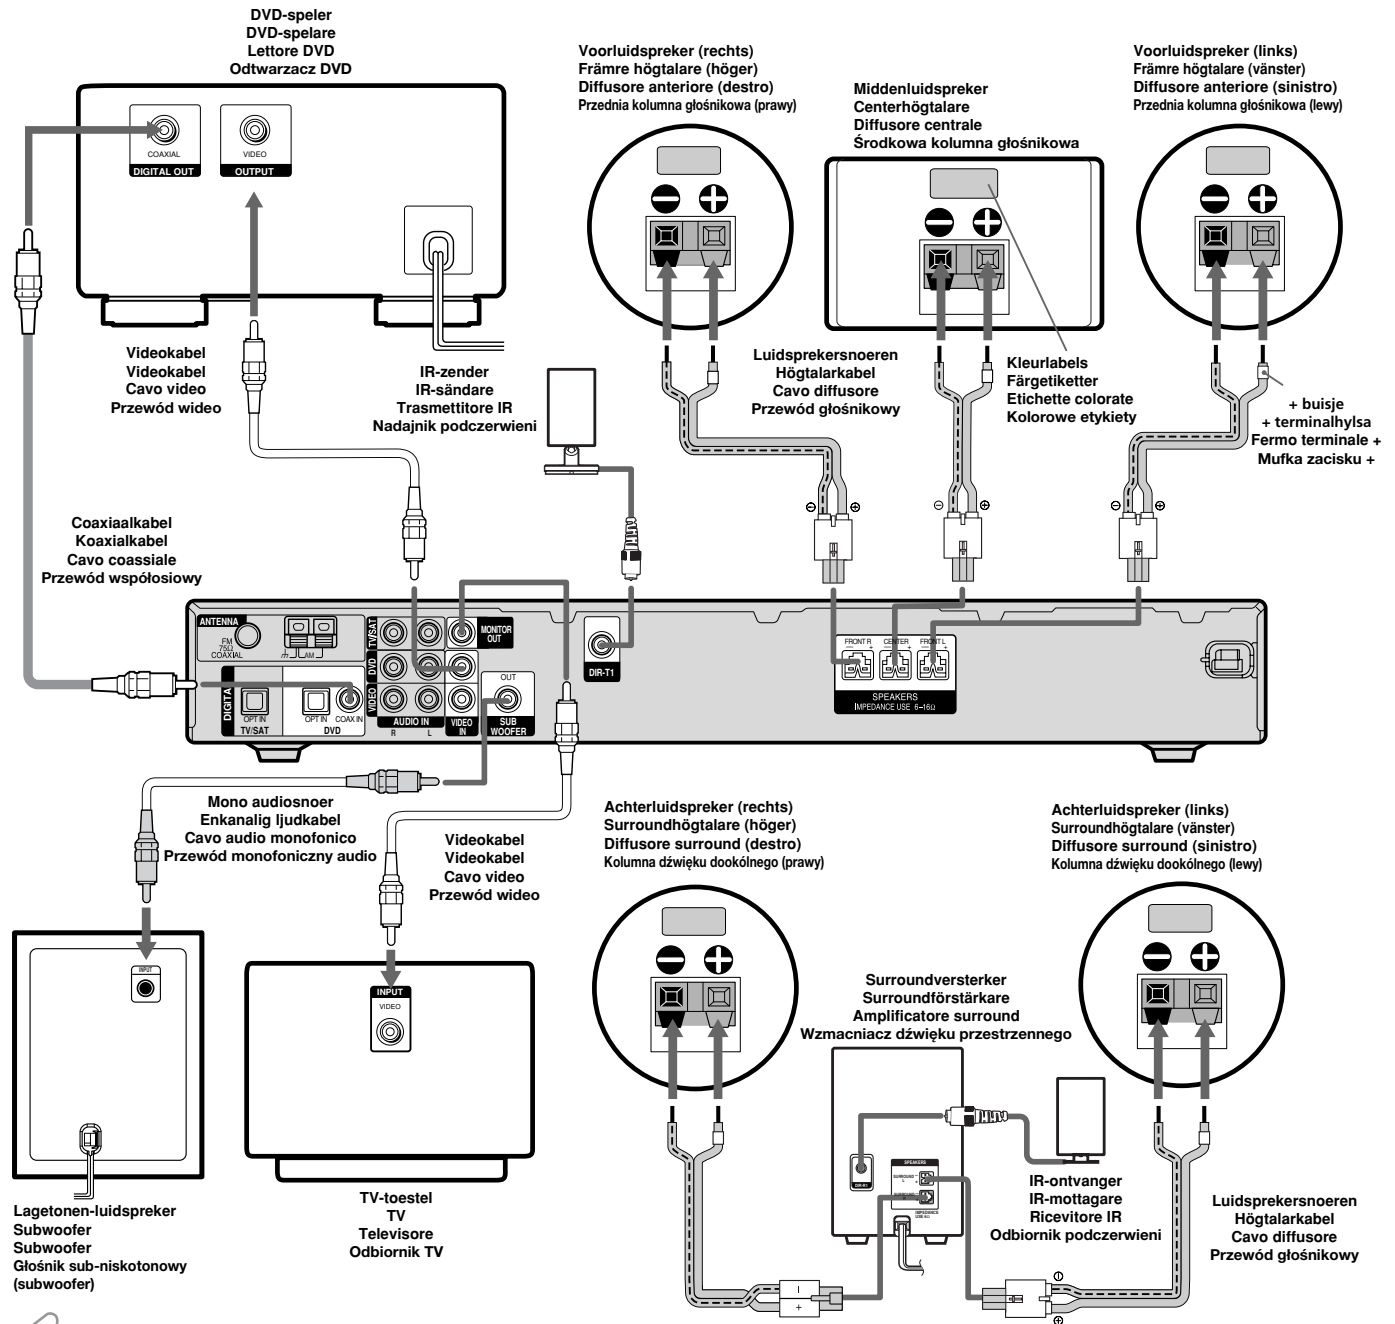 DVD-speler
DVD-spelare
Lettore DVD
Odtwarzacz DVD
COAXIAL
DIGITAL OUT
VIDEO
OUTPUT
Voorluidspreker (rechts)
Främre högtalare (höger)
Diffusore anteriore (destro)
Przednia kolumna głośnikowa (prawy)
Middenluidspreker
Centerhögtalare
Diffusore centrale
Środkowa kolumna głośnikowa
Voorluidspreker (links)
Främre högtalare (vänster)
Diffusore anteriore (sinistro)
Przednia kolumna głośnikowa (lewy)
Videokabel
Videokabel
Cavo video
Przewód wideo
IR-zender
IR-sändare
Trasmettitore IR
Nadajnik podczerwieni
Luidsprekersnoeren
Högtalarkabel
Cavo diffusore
Przewód głośnikowy
Kleurlabels
Färgetiketter
Etichette colorate
Kolorowe etykiety
+ buisje
+ terminalhylsa
Fermo terminale +
Mufka zacisku +
Coaxiaalkabel
Koaxialkabel
Cavo coassiale
Przewód współosiowy
ANTENNA
FM
75Ω
COAXIAL
AM
DIGITAL
OPT IN
TV/SAT
OPT IN
COAX IN
DVD
TV/SAT
DVD
VIDEO
AUDIO IN
R
L
MONITOR
OUT
VIDEO
IN
OUT
SUB
WOOFER
DIR-T1
FRONT R
CENTER
FRONT L
− + − + − +
SPEAKERS
IMPEDANCE USE 6–16Ω
Mono audiosnoer
Enkanalig ljudkabel
Cavo audio monofonico
Przewód monofoniczny audio
Videokabel
Videokabel
Cavo video
Przewód wideo
Achterluidspreker (rechts)
Surroundhögtalare (höger)
Diffusore surround (destro)
Kolumna dźwięku dookólnego (prawy)
Achterluidspreker (links)
Surroundhögtalare (vänster)
Diffusore surround (sinistro)
Kolumna dźwięku dookólnego (lewy)
INPUT
INPUT
VIDEO
Surroundversterker
Surroundförstärkare
Amplificatore surround
Wzmacniacz dźwięku przestrzennego
DIR-R1
SPEAKERS
SURROUND
L
SURROUND
IMPEDANCE
IR-ontvanger
IR-mottagare
Ricevitore IR
Odbiornik podczerwieni
Luidsprekersnoeren
Högtalarkabel
Cavo diffusore
Przewód głośnikowy
Lagetonen-luidspreker
Subwoofer
Subwoofer
Głośnik sub-niskotonowy
(subwoofer)
TV-toestel
TV
Televisore
Odbiornik TV